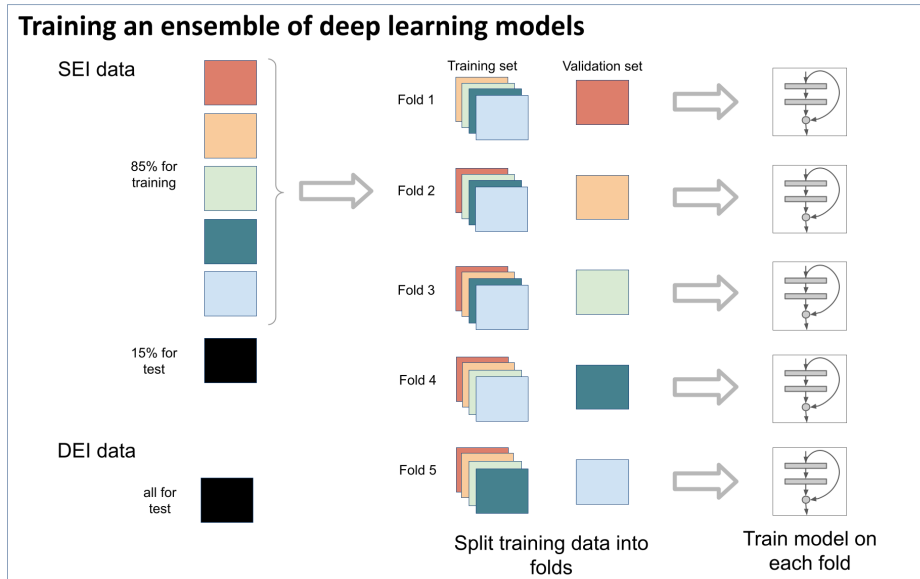 Training an ensemble of deep learning models
SEI data
85% for
training
15% for
test
DEI data
all for
test
Training set
Validation set
Fold 1
Fold 2
Fold 3
Fold 4
Fold 5
Split training data into
folds
Train model on
each fold